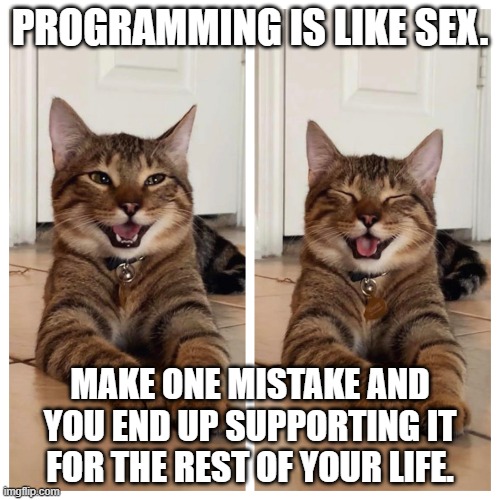 PROGRAMMING IS LIKE SEX.
MAKE ONE MISTAKE AND
YOU END UP SUPPORTING IT
FOR THE REST OF YOUR LIFE.
imgflip.com